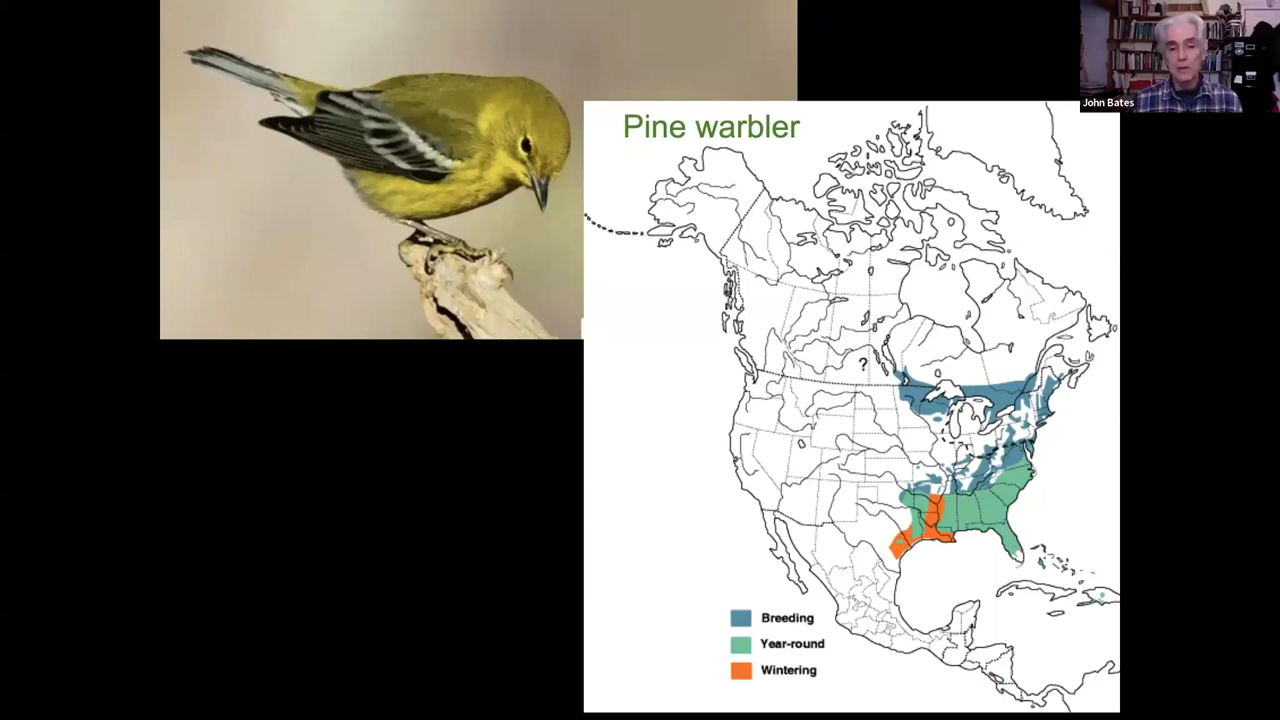 John Bates
Pine warbler
?
Breeding
Year-round
Wintering